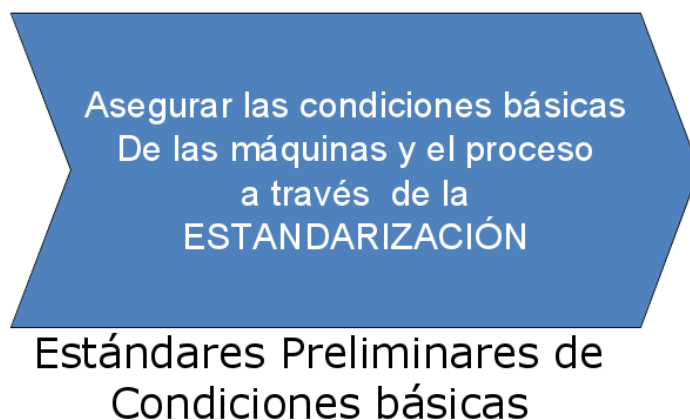 Asegurar las condiciones básicas
De las máquinas y el proceso
a través de la
ESTANDARIZACIÓN
Estándares Preliminares de
Condiciones básicas